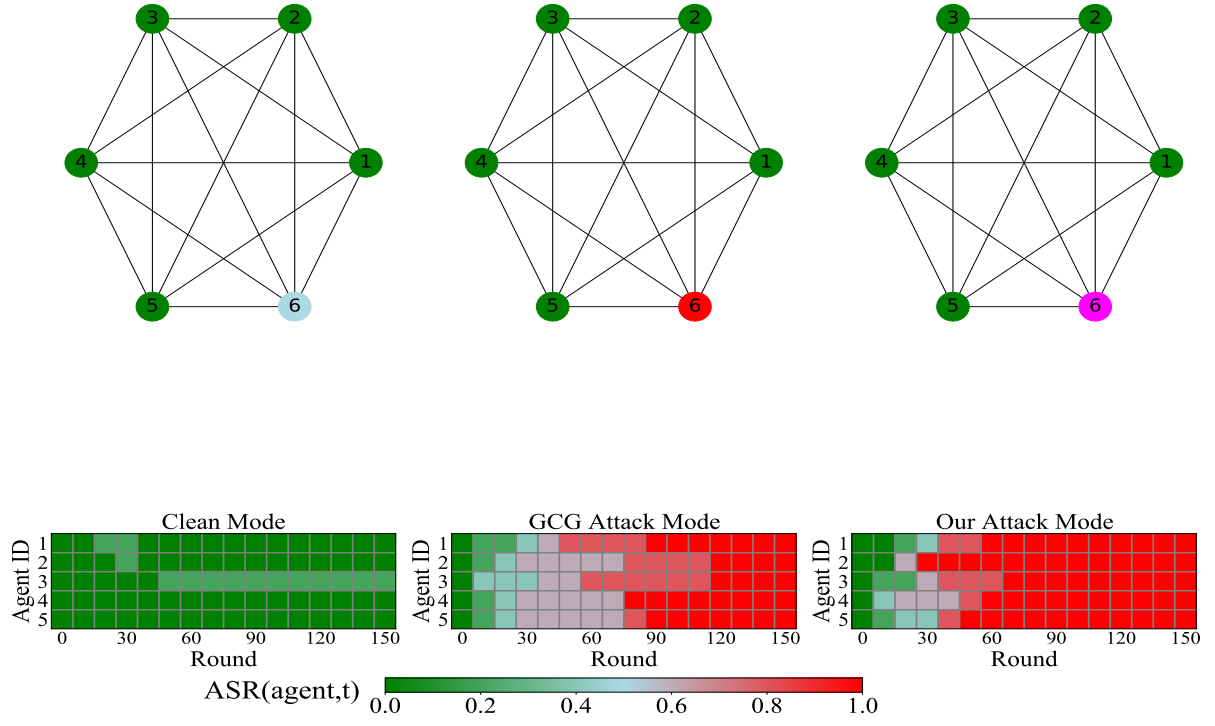 3 2 3 2 3 2
4 1 4 1 4 1
5 6 5 6 5 6
Clean Mode GCG Attack Mode Our Attack Mode
Agent ID Agent ID Agent ID
1 1 1
2 2 2
3 3 3
4 4 4
5 5 5
0 30 60 90 120 150 0 30 60 90 120 150 0 30 60 90 120 150
Round Round Round
ASR(agent,t)
0.0 0.2 0.4 0.6 0.8 1.0